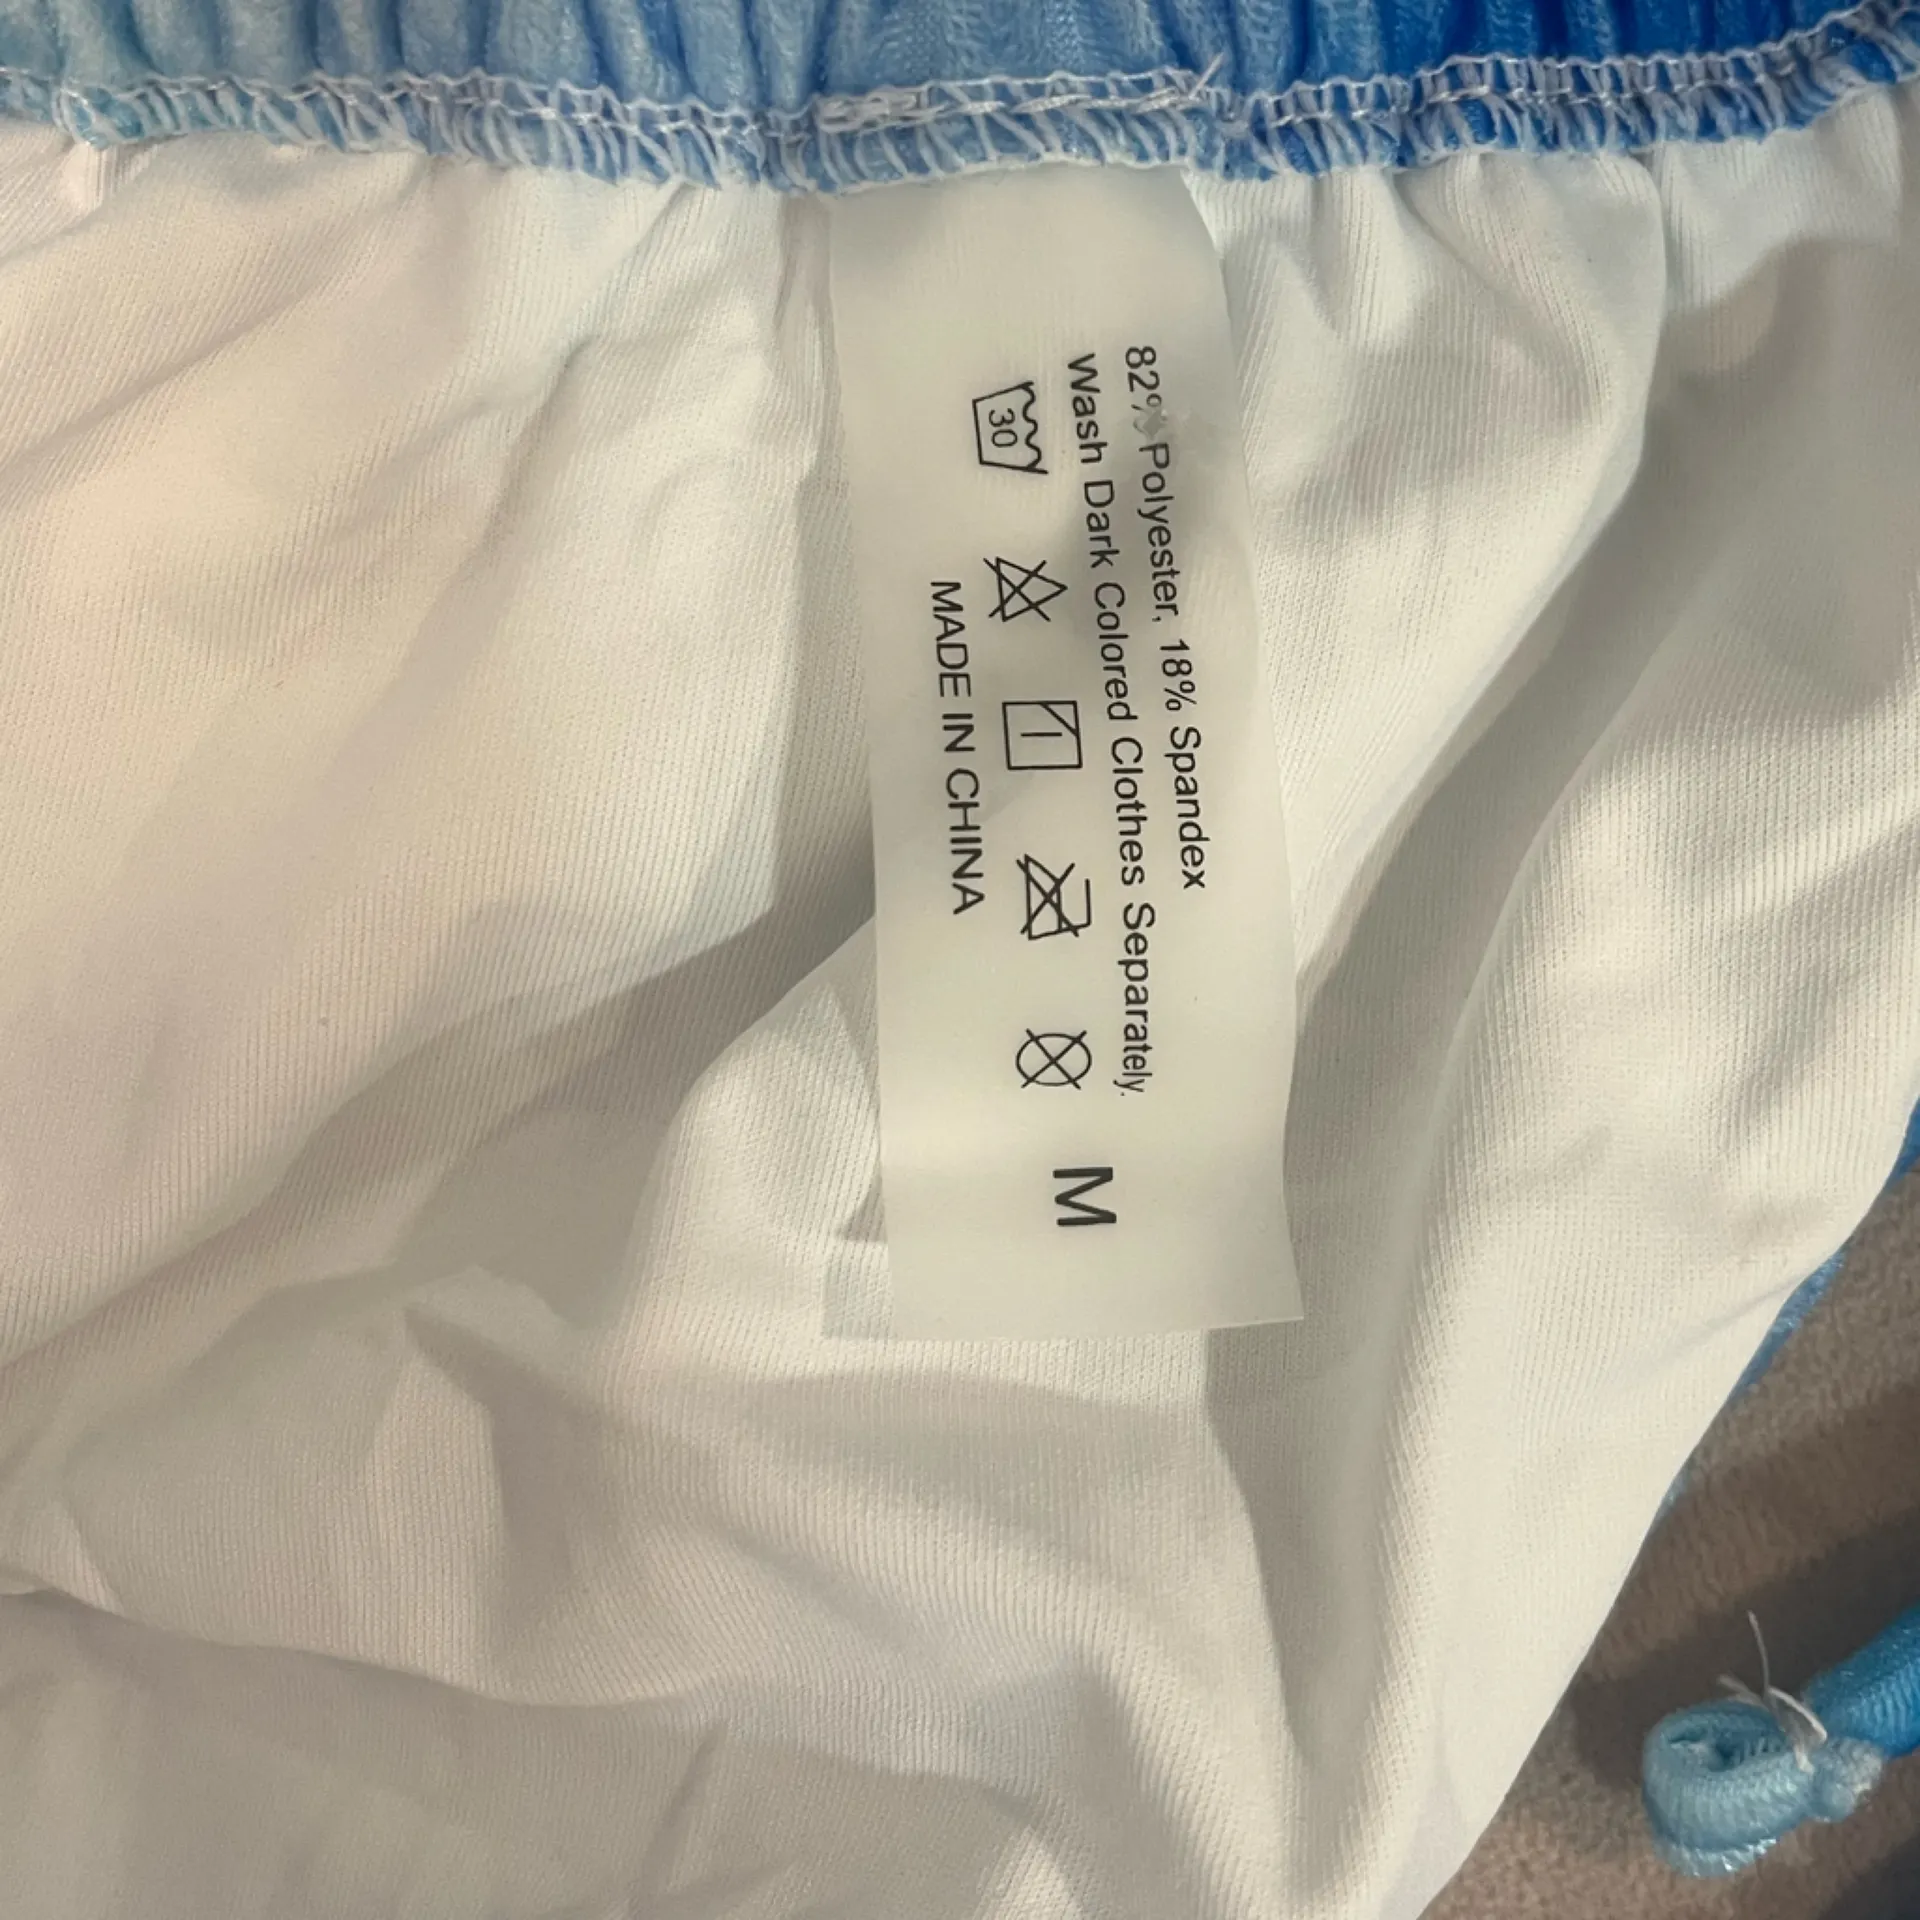 82% Polyester, 18% Spandex
Wash Dark Colored Clothes Separately.
30
M
MADE IN CHINA